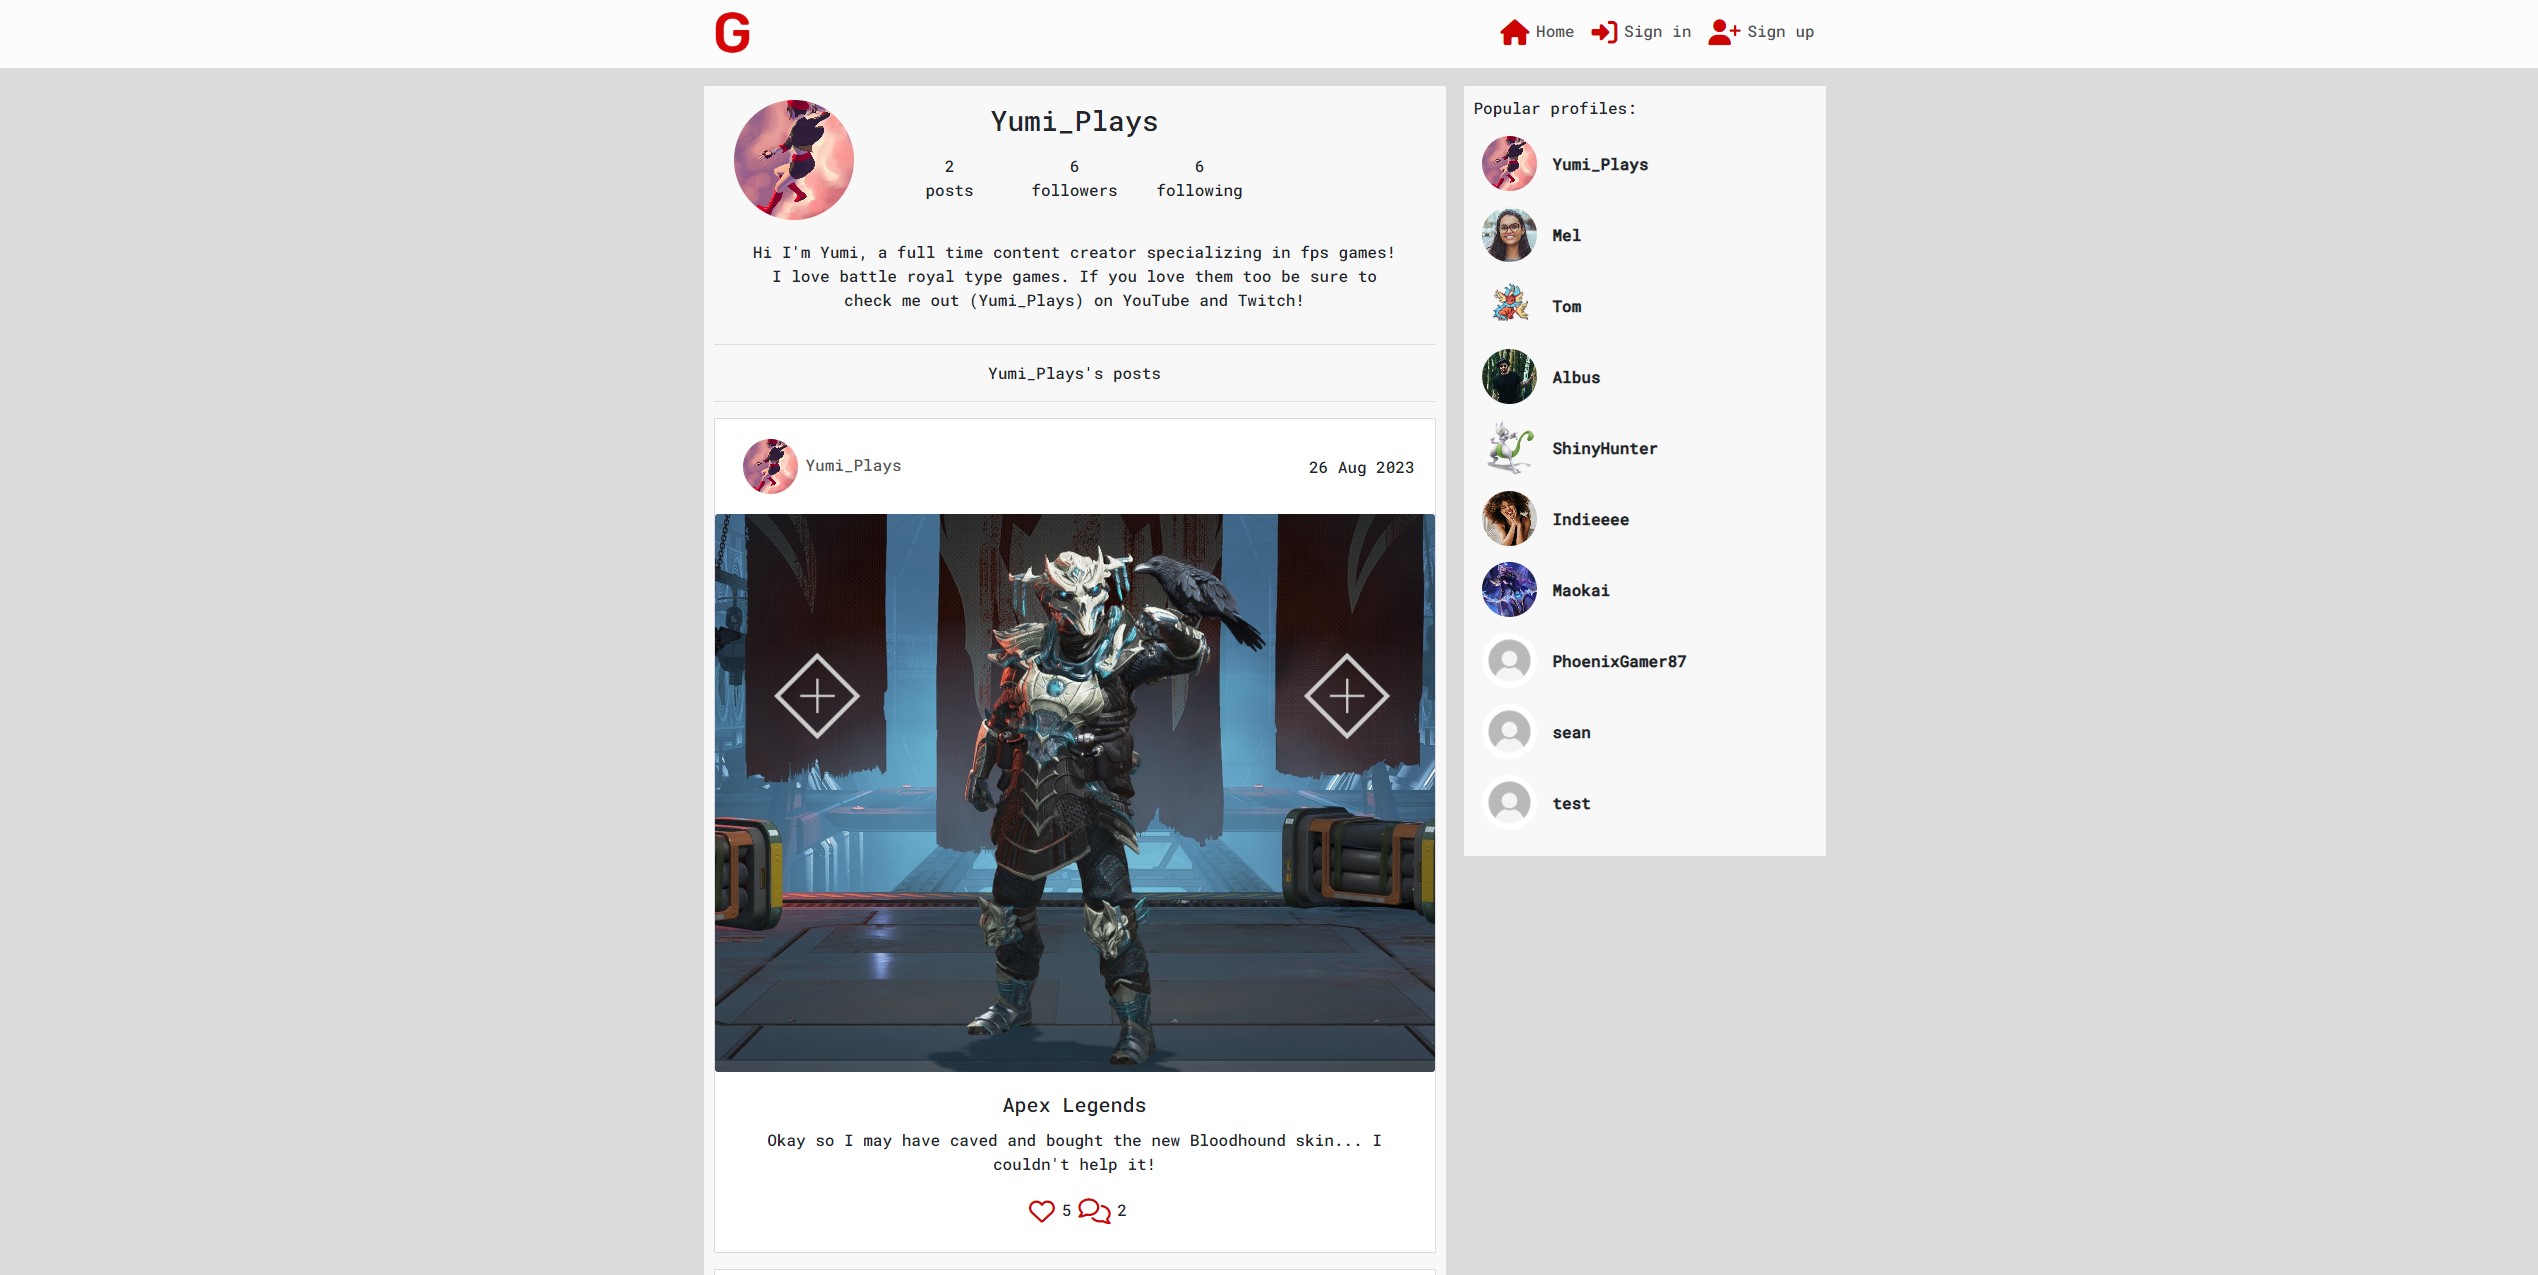 G
Home
Sign in
Sign up
Yumi_Plays
2
posts
6
followers
6
following
Hi I'm Yumi, a full time content creator specializing in fps games!
I love battle royal type games. If you love them too be sure to
check me out (Yumi_Plays) on YouTube and Twitch!
Yumi_Plays's posts
Yumi_Plays
26 Aug 2023
Apex Legends
Okay so I may have caved and bought the new Bloodhound skin... I
couldn't help it!
5
2
Popular profiles:
Yumi_Plays
Mel
Tom
Albus
ShinyHunter
Indieeee
Maokai
PhoenixGamer87
sean
test